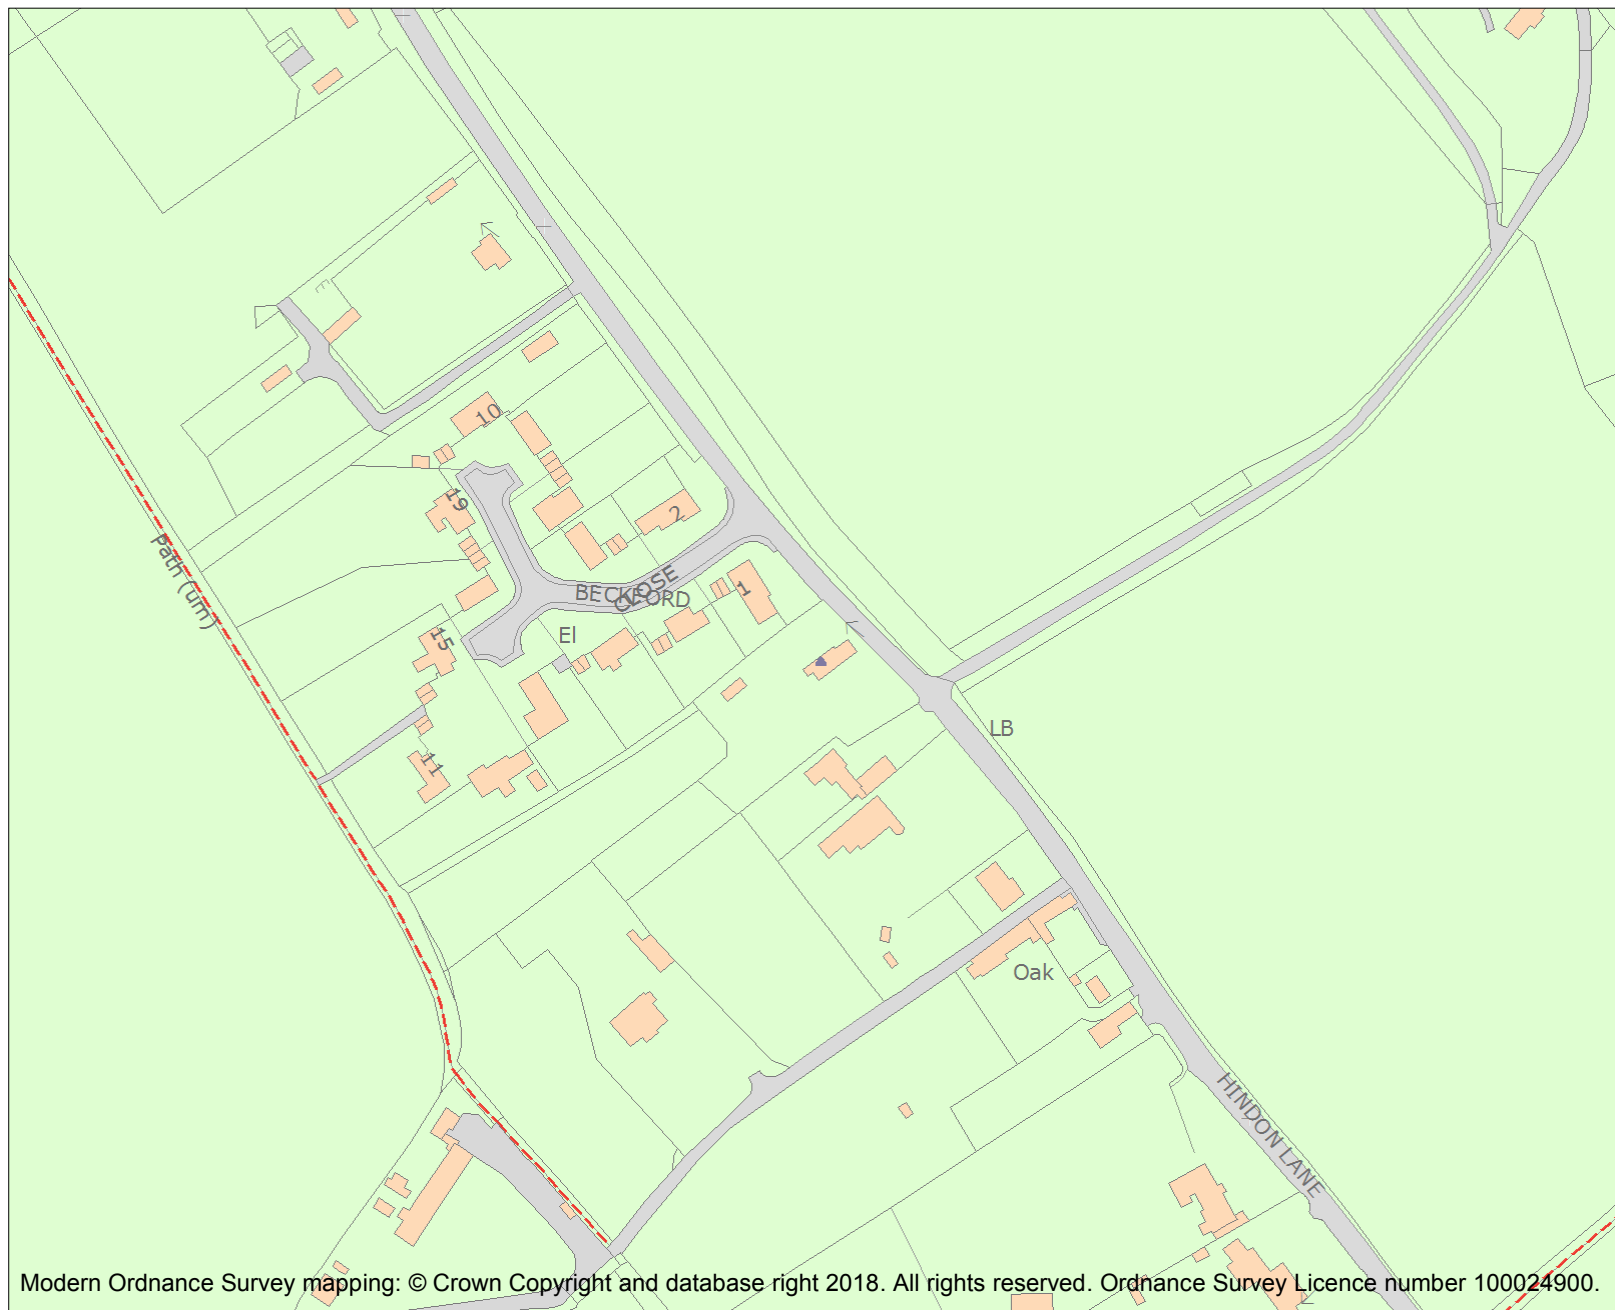 10
19
2
Path (um)
BECKFORD
CLOSE
1
El
15
LB
11
Oak
HINDON LANE
Modern Ordnance Survey mapping: © Crown Copyright and database right 2018. All rights reserved. Ordnance Survey Licence number 100024900.